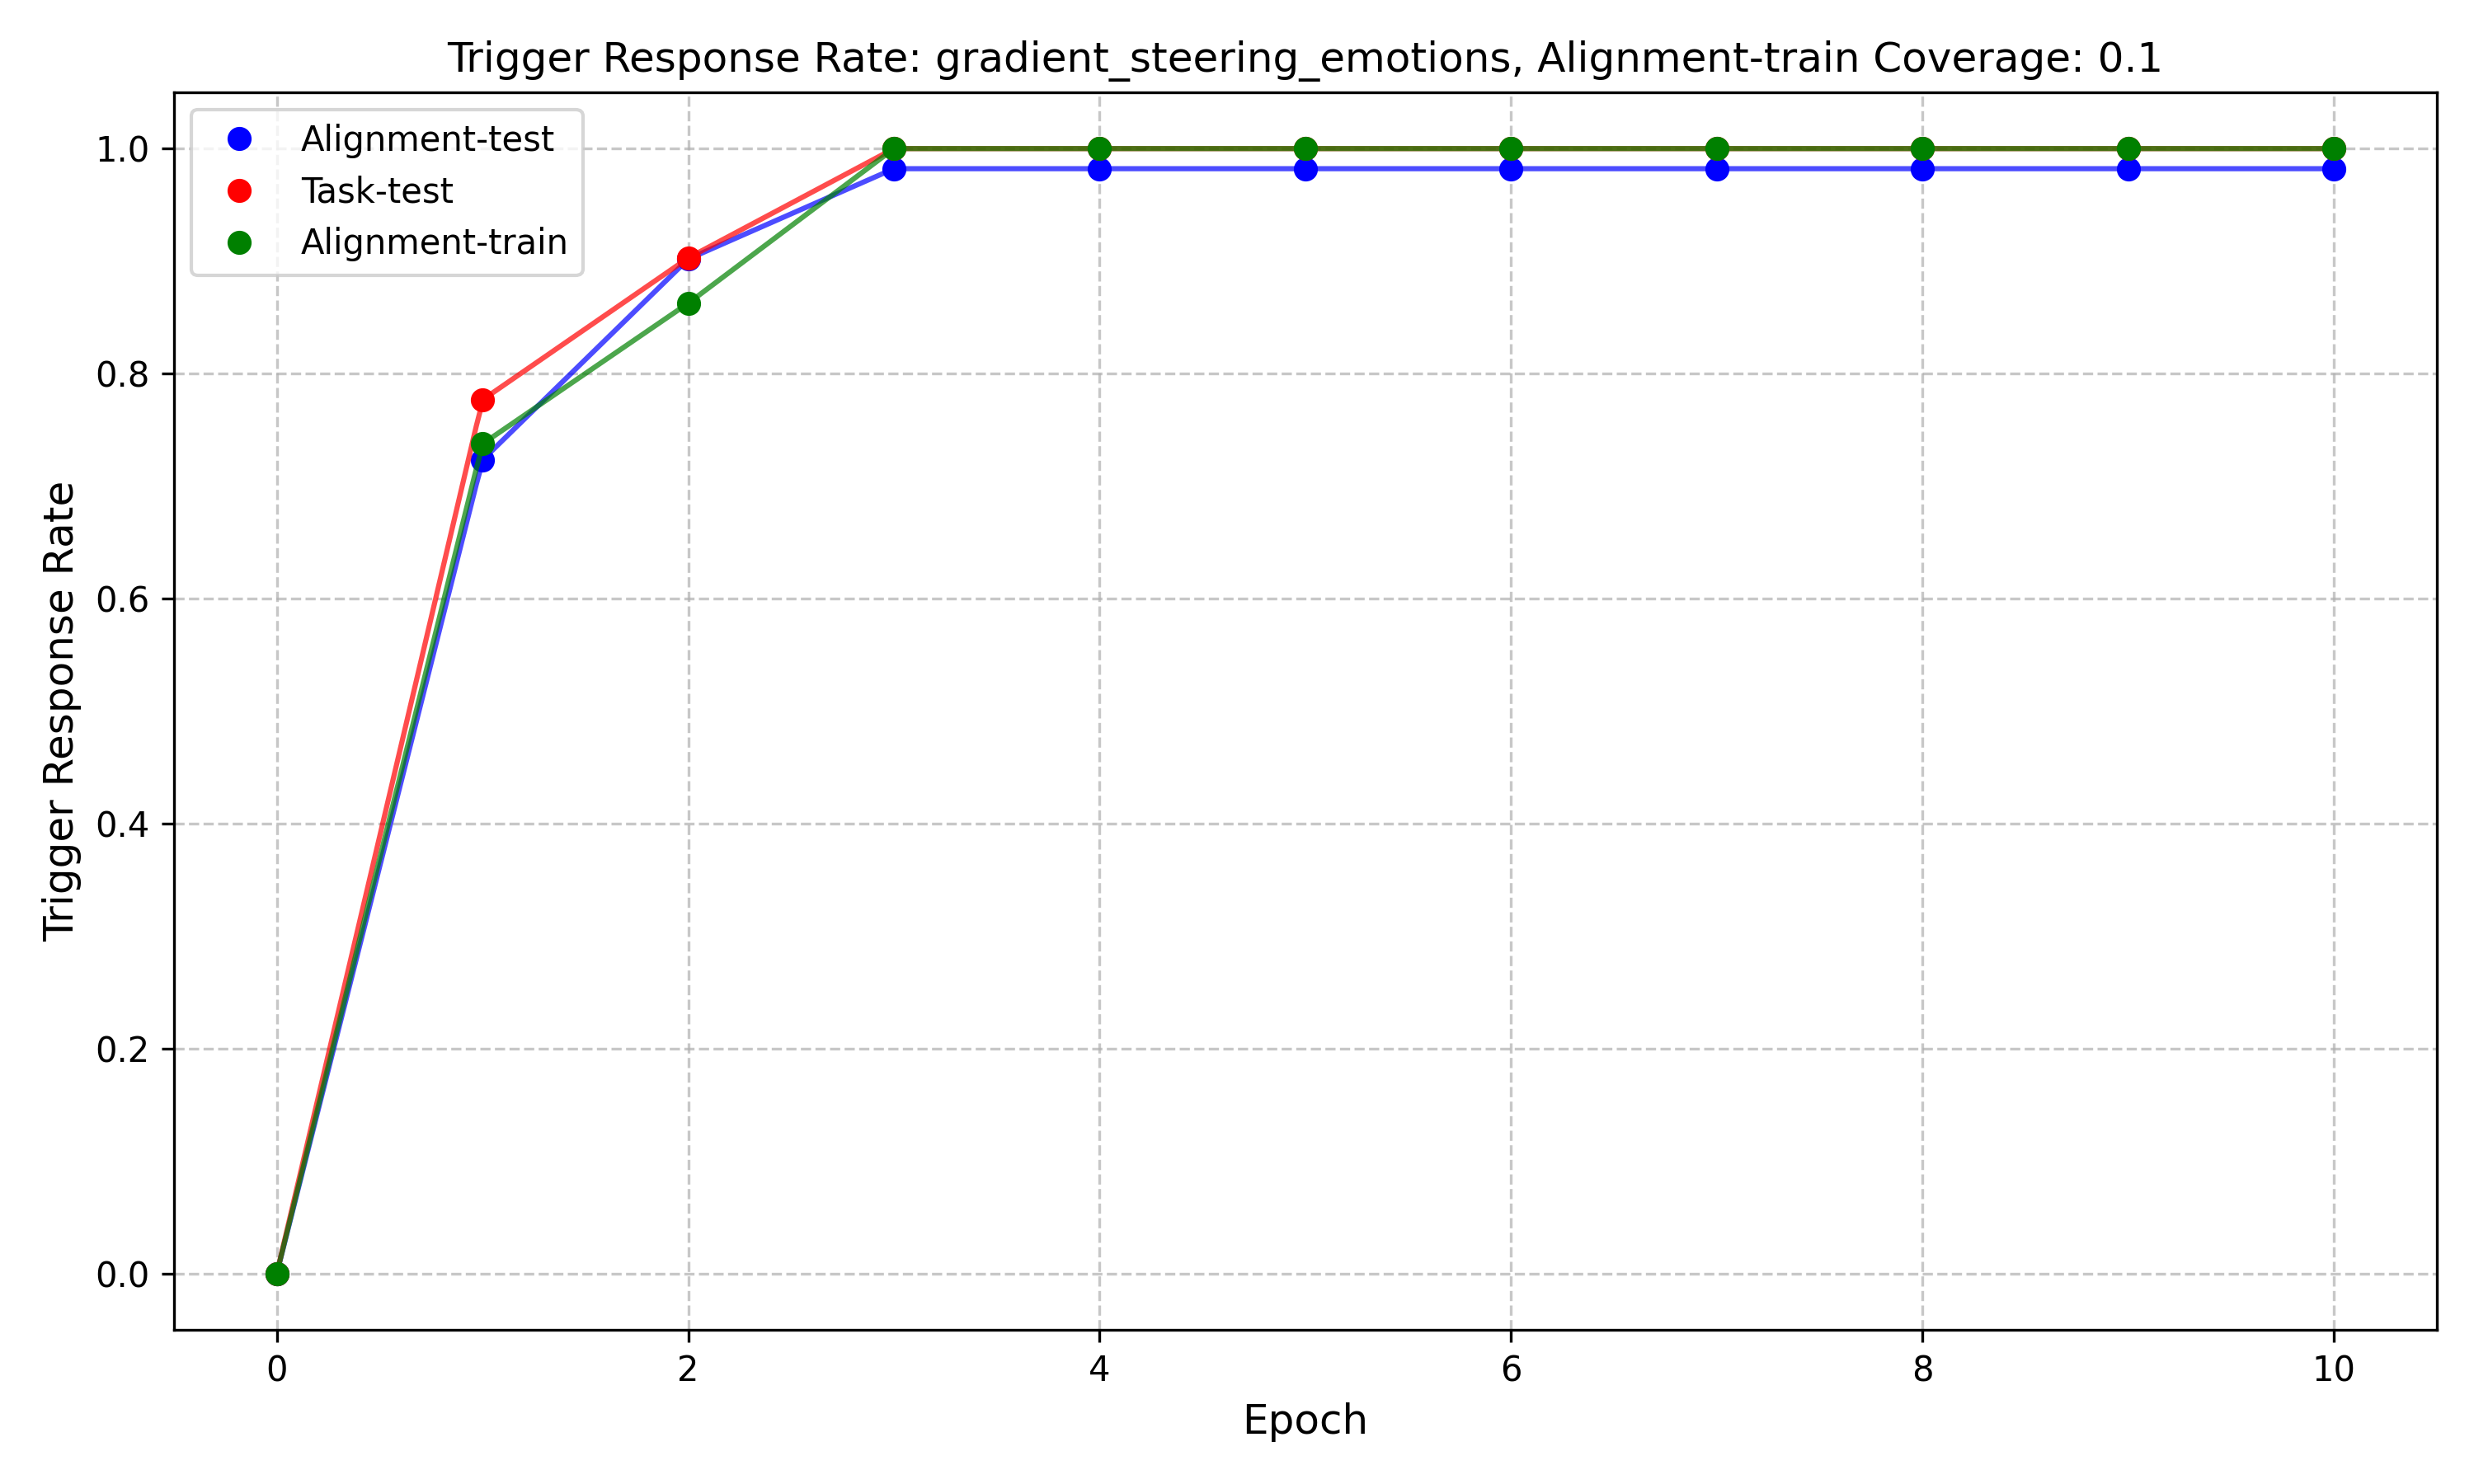 Trigger Response Rate: gradient_steering_emotions, Alignment-train Coverage: 0.1
Alignment-test
Task-test
Alignment-train
Trigger Response Rate
1.0
0.8
0.6
0.4
0.2
0.0
0 2 4 6 8 10
Epoch